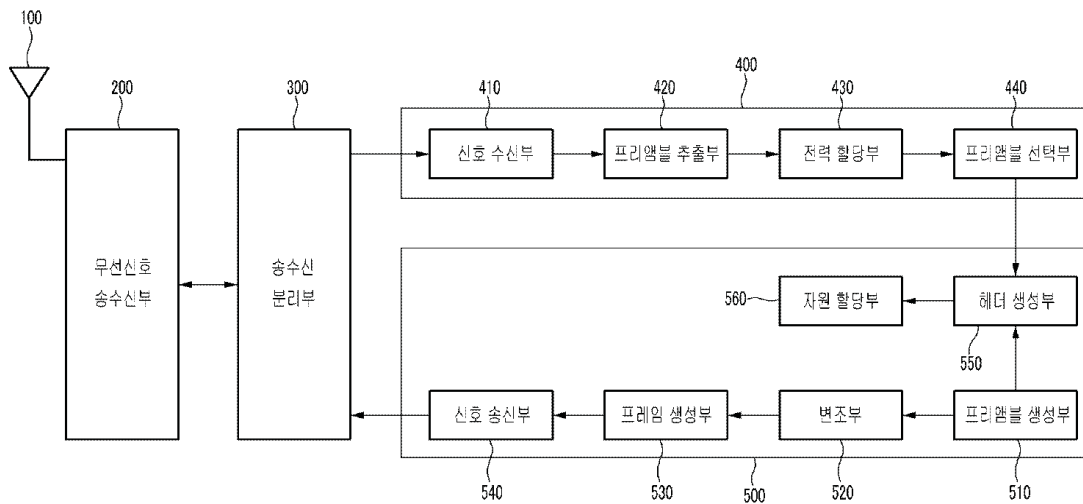 100
200
300
400
410
420
430
440
신호 수신부
프리앰블 추출부
전력 할당부
프리앰블 선택부
무선신호
송수신부
송수신
분리부
560
자원 할당부
헤더 생성부
550
신호 송신부
프레임 생성부
변조부
프리앰블 생성부
540
530
500
520
510